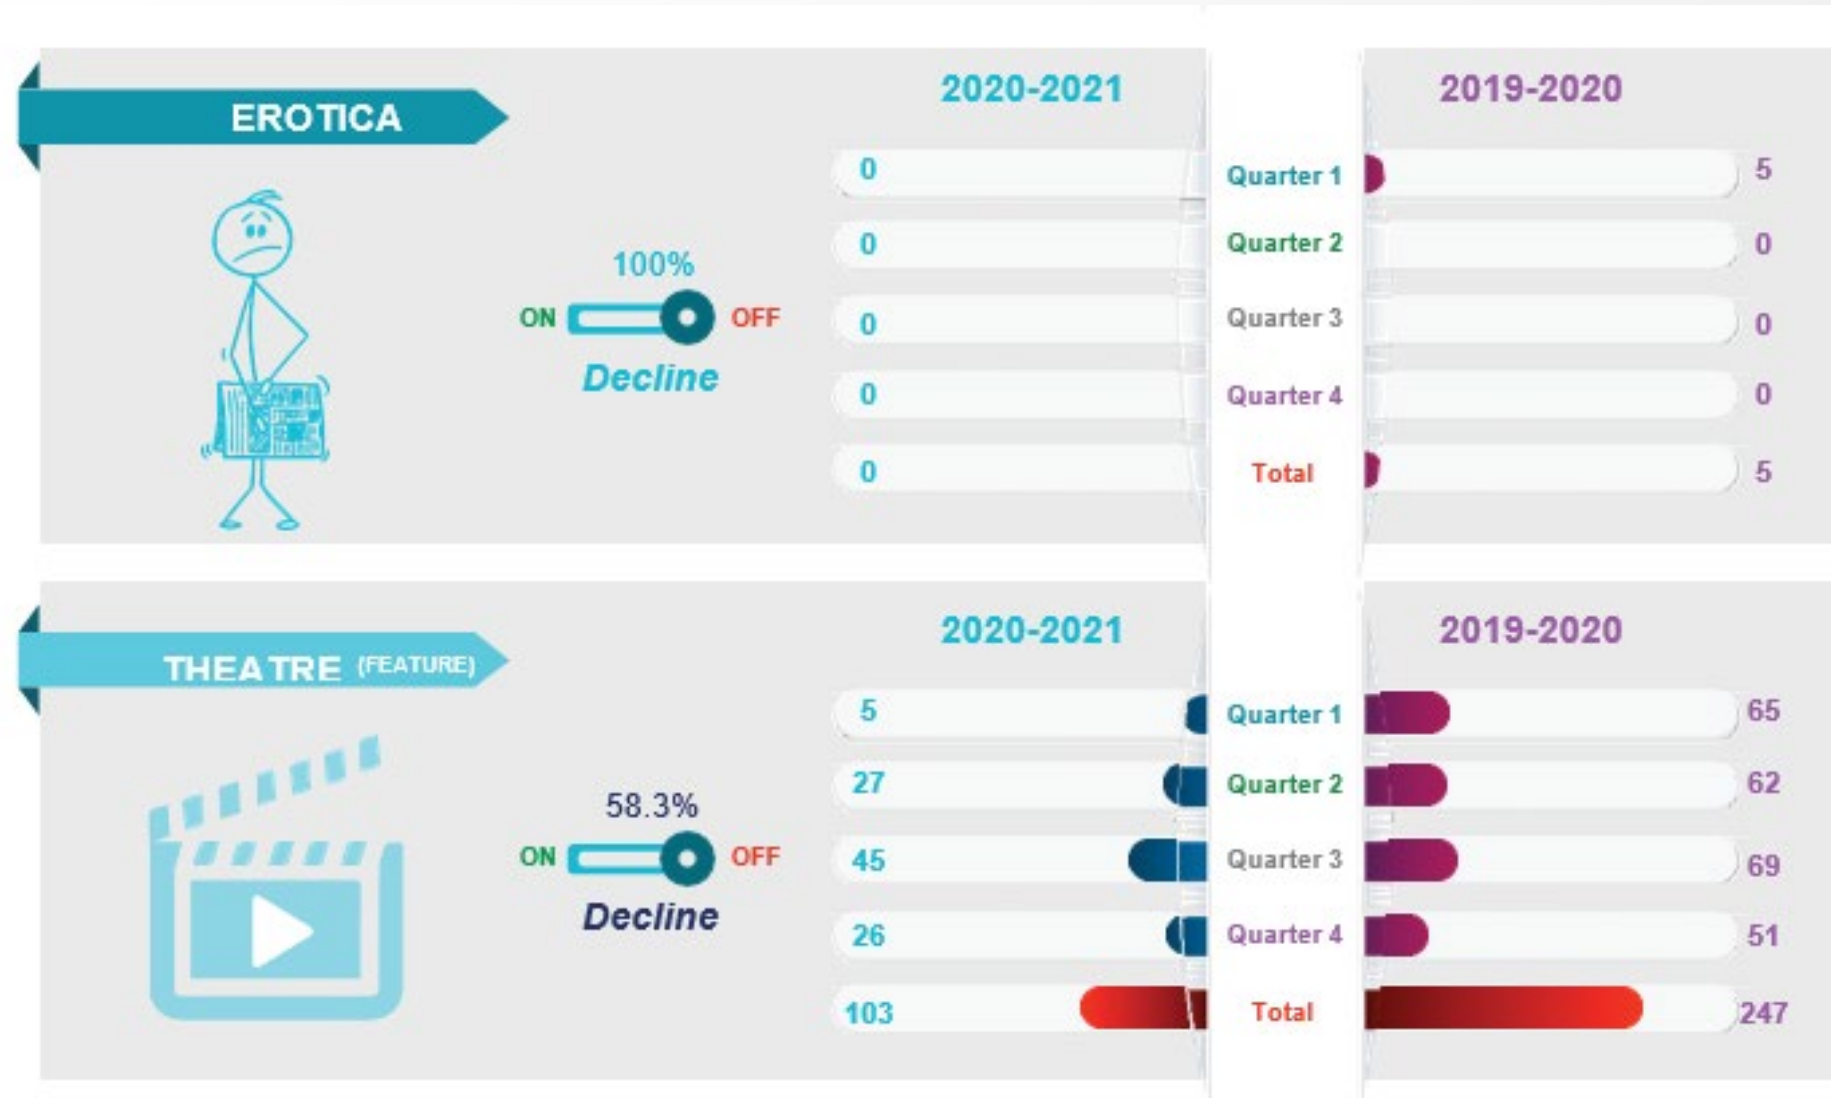 2020-2021 2019-2020
EROTICA
0 Quarter 1 5
0 Quarter 2 0
100%
ON OFF
0 Quarter 3 0
Decline
0 Quarter 4 0
0 Total 5
2020-2021 2019-2020
THEATRE (FEATURE)
5 Quarter 1 65
27 Quarter 2 62
58.3%
ON OFF
45 Quarter 3 69
Decline
26 Quarter 4 51
103 Total 247